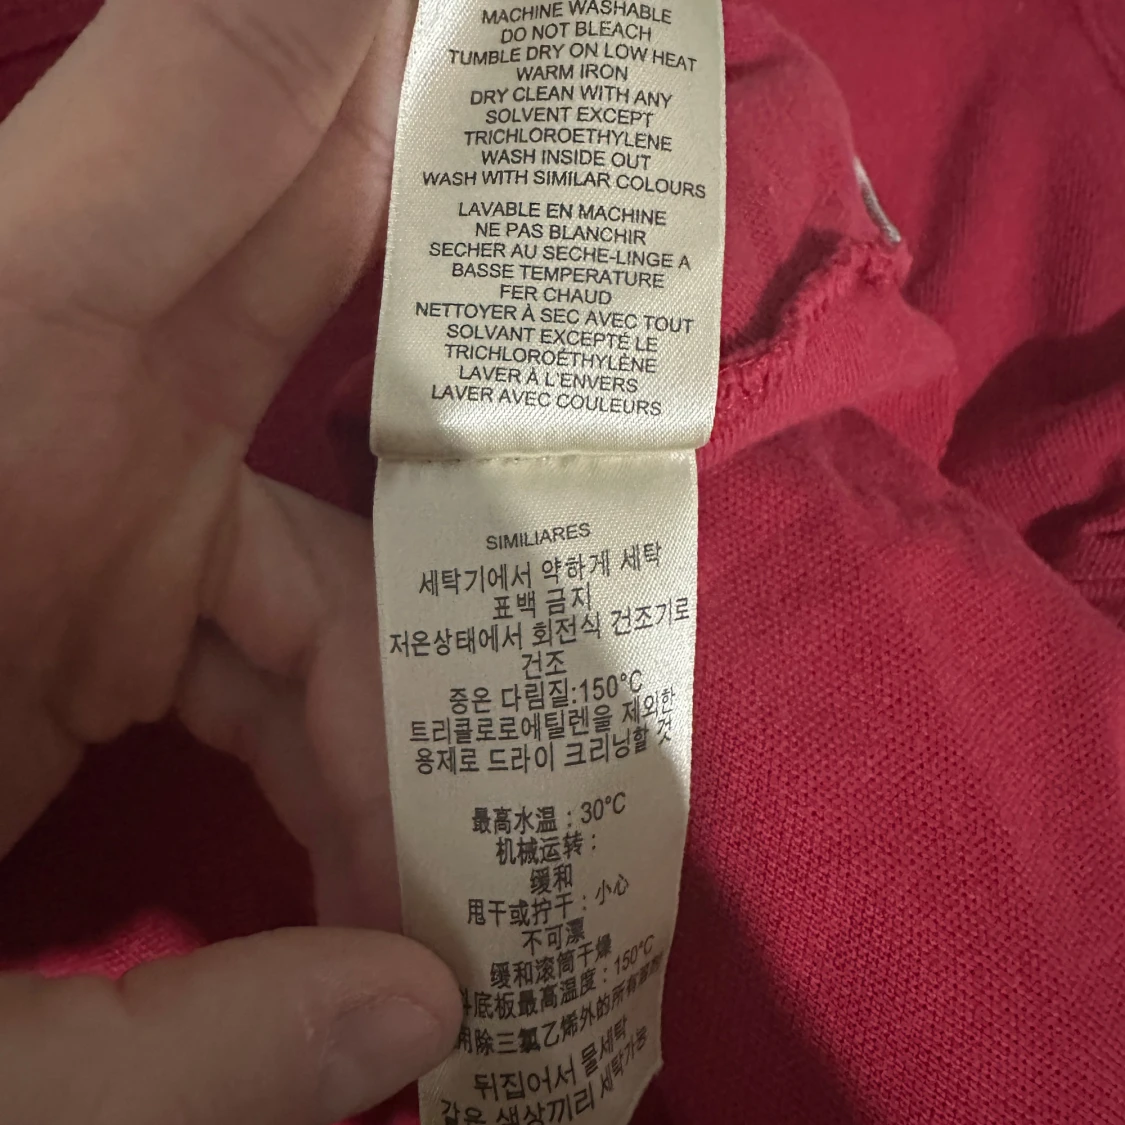 MACHINE WASHABLE
DO NOT BLEACH
TUMBLE DRY ON LOW HEAT
WARM IRON
DRY CLEAN WITH ANY
SOLVENT EXCEPT
TRICHLOROETHYLENE
WASH INSIDE OUT
WASH WITH SIMILAR COLOURS
LAVABLE EN MACHINE
NE PAS BLANCHIR
SECHER AU SECHE-LINGE A
BASSE TEMPERATURE
FER CHAUD
NETTOYER À SEC AVEC TOUT
SOLVANT EXCEPTÉ LE
TRICHLOROÉTHYLÈNE
LAVER À L'ENVERS
LAVER AVEC COULEURS
SIMILIARES
세탁기에서 약하게 세탁
표백 금지
저온상태에서 회전식 건조기로
건조
중온 다림질:150°C
트리클로로에틸렌을 제외한
용제로 드라이 크리닝할 것
最高水温：30°C
机械运转：
缓和
甩干或拧干：小心
不可漂
缓和滚筒干燥
底板最高温度：150°C
用除三氯乙烯外的所有
뒤집어서 물세탁
같은 색상끼리 세탁가능